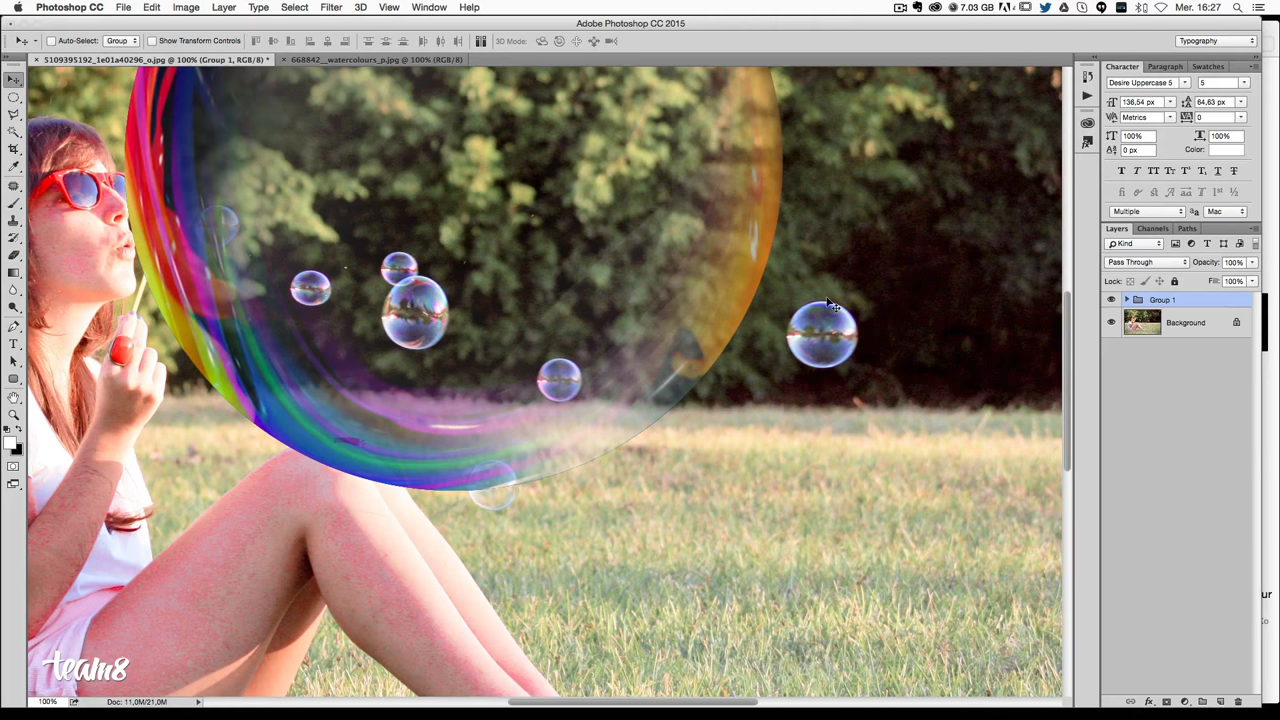 Photoshop CC File Edit Image Layer Type Select Filter 3D View Window Help 7.03 GB Mer. 16:27
Adobe Photoshop CC 2015
Auto-Select: Group Show Transform Controls 3D Mode: Typography
5109395192_1e01a40296_o.jpg @ 100% (Group 1, RGB/8) * 668842__watercolours_p.jpg @ 100% (RGB/8)
Character Paragraph Swatches
Desire Uppercase 5 5
136,54 px 64,63 px
Metrics 0
100% 100%
0 px Color:
Multiple Mac
Layers Channels Paths
Kind
Pass Through Opacity: 100%
Lock: Fill: 100%
Group 1
Background
team8
100% Doc: 11,0M/21,0M